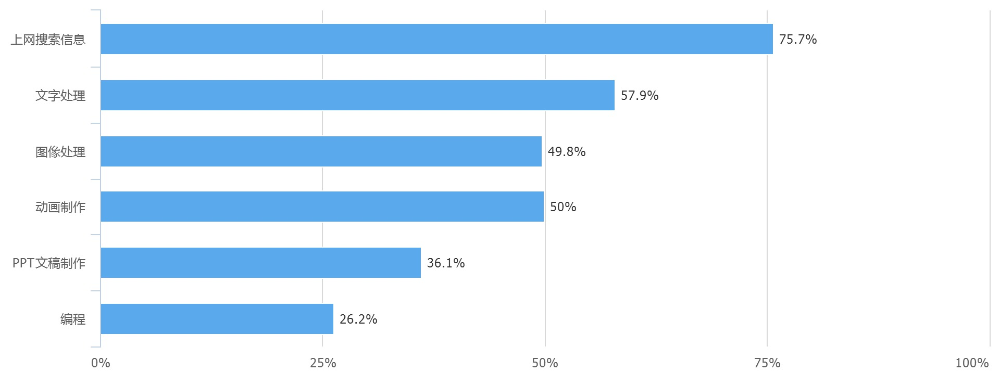 上网搜索信息 75.7%
文字处理 57.9%
图像处理 49.8%
动画制作 50%
PPT文稿制作 36.1%
编程 26.2%
0% 25% 50% 75% 100%